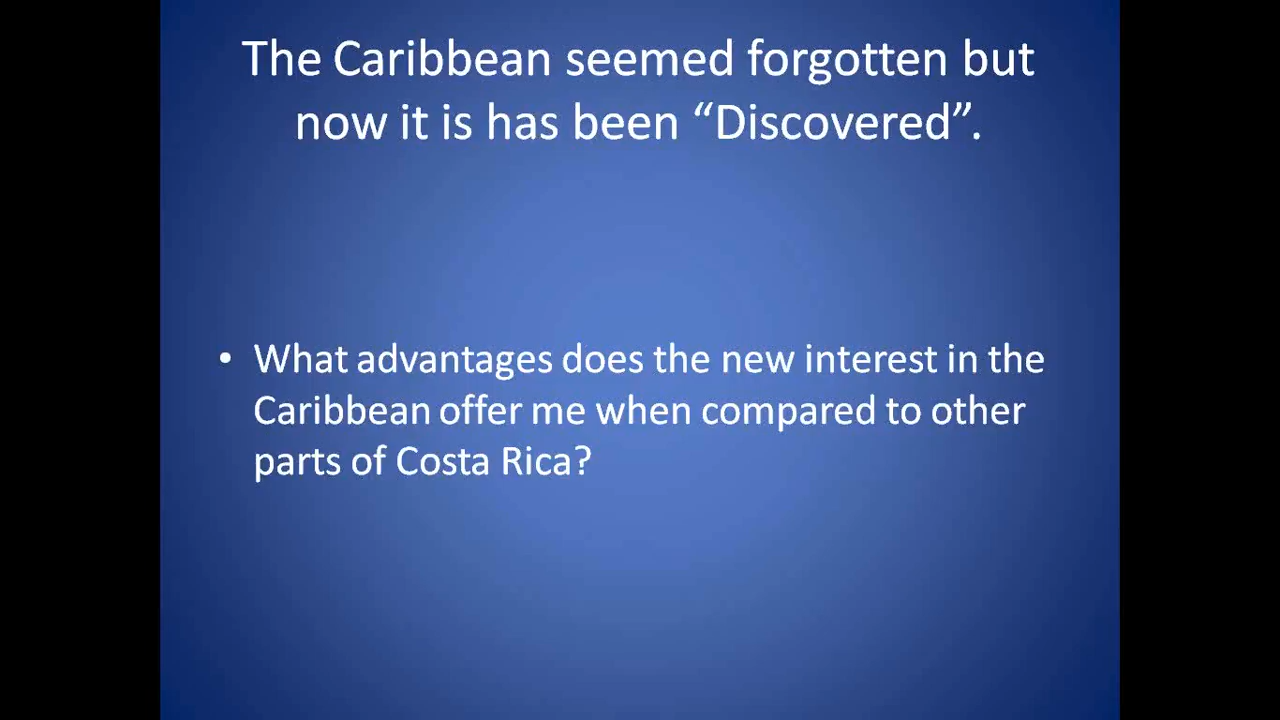 The Caribbean seemed forgotten but
now it is has been “Discovered”.
• What advantages does the new interest in the
Caribbean offer me when compared to other
parts of Costa Rica?